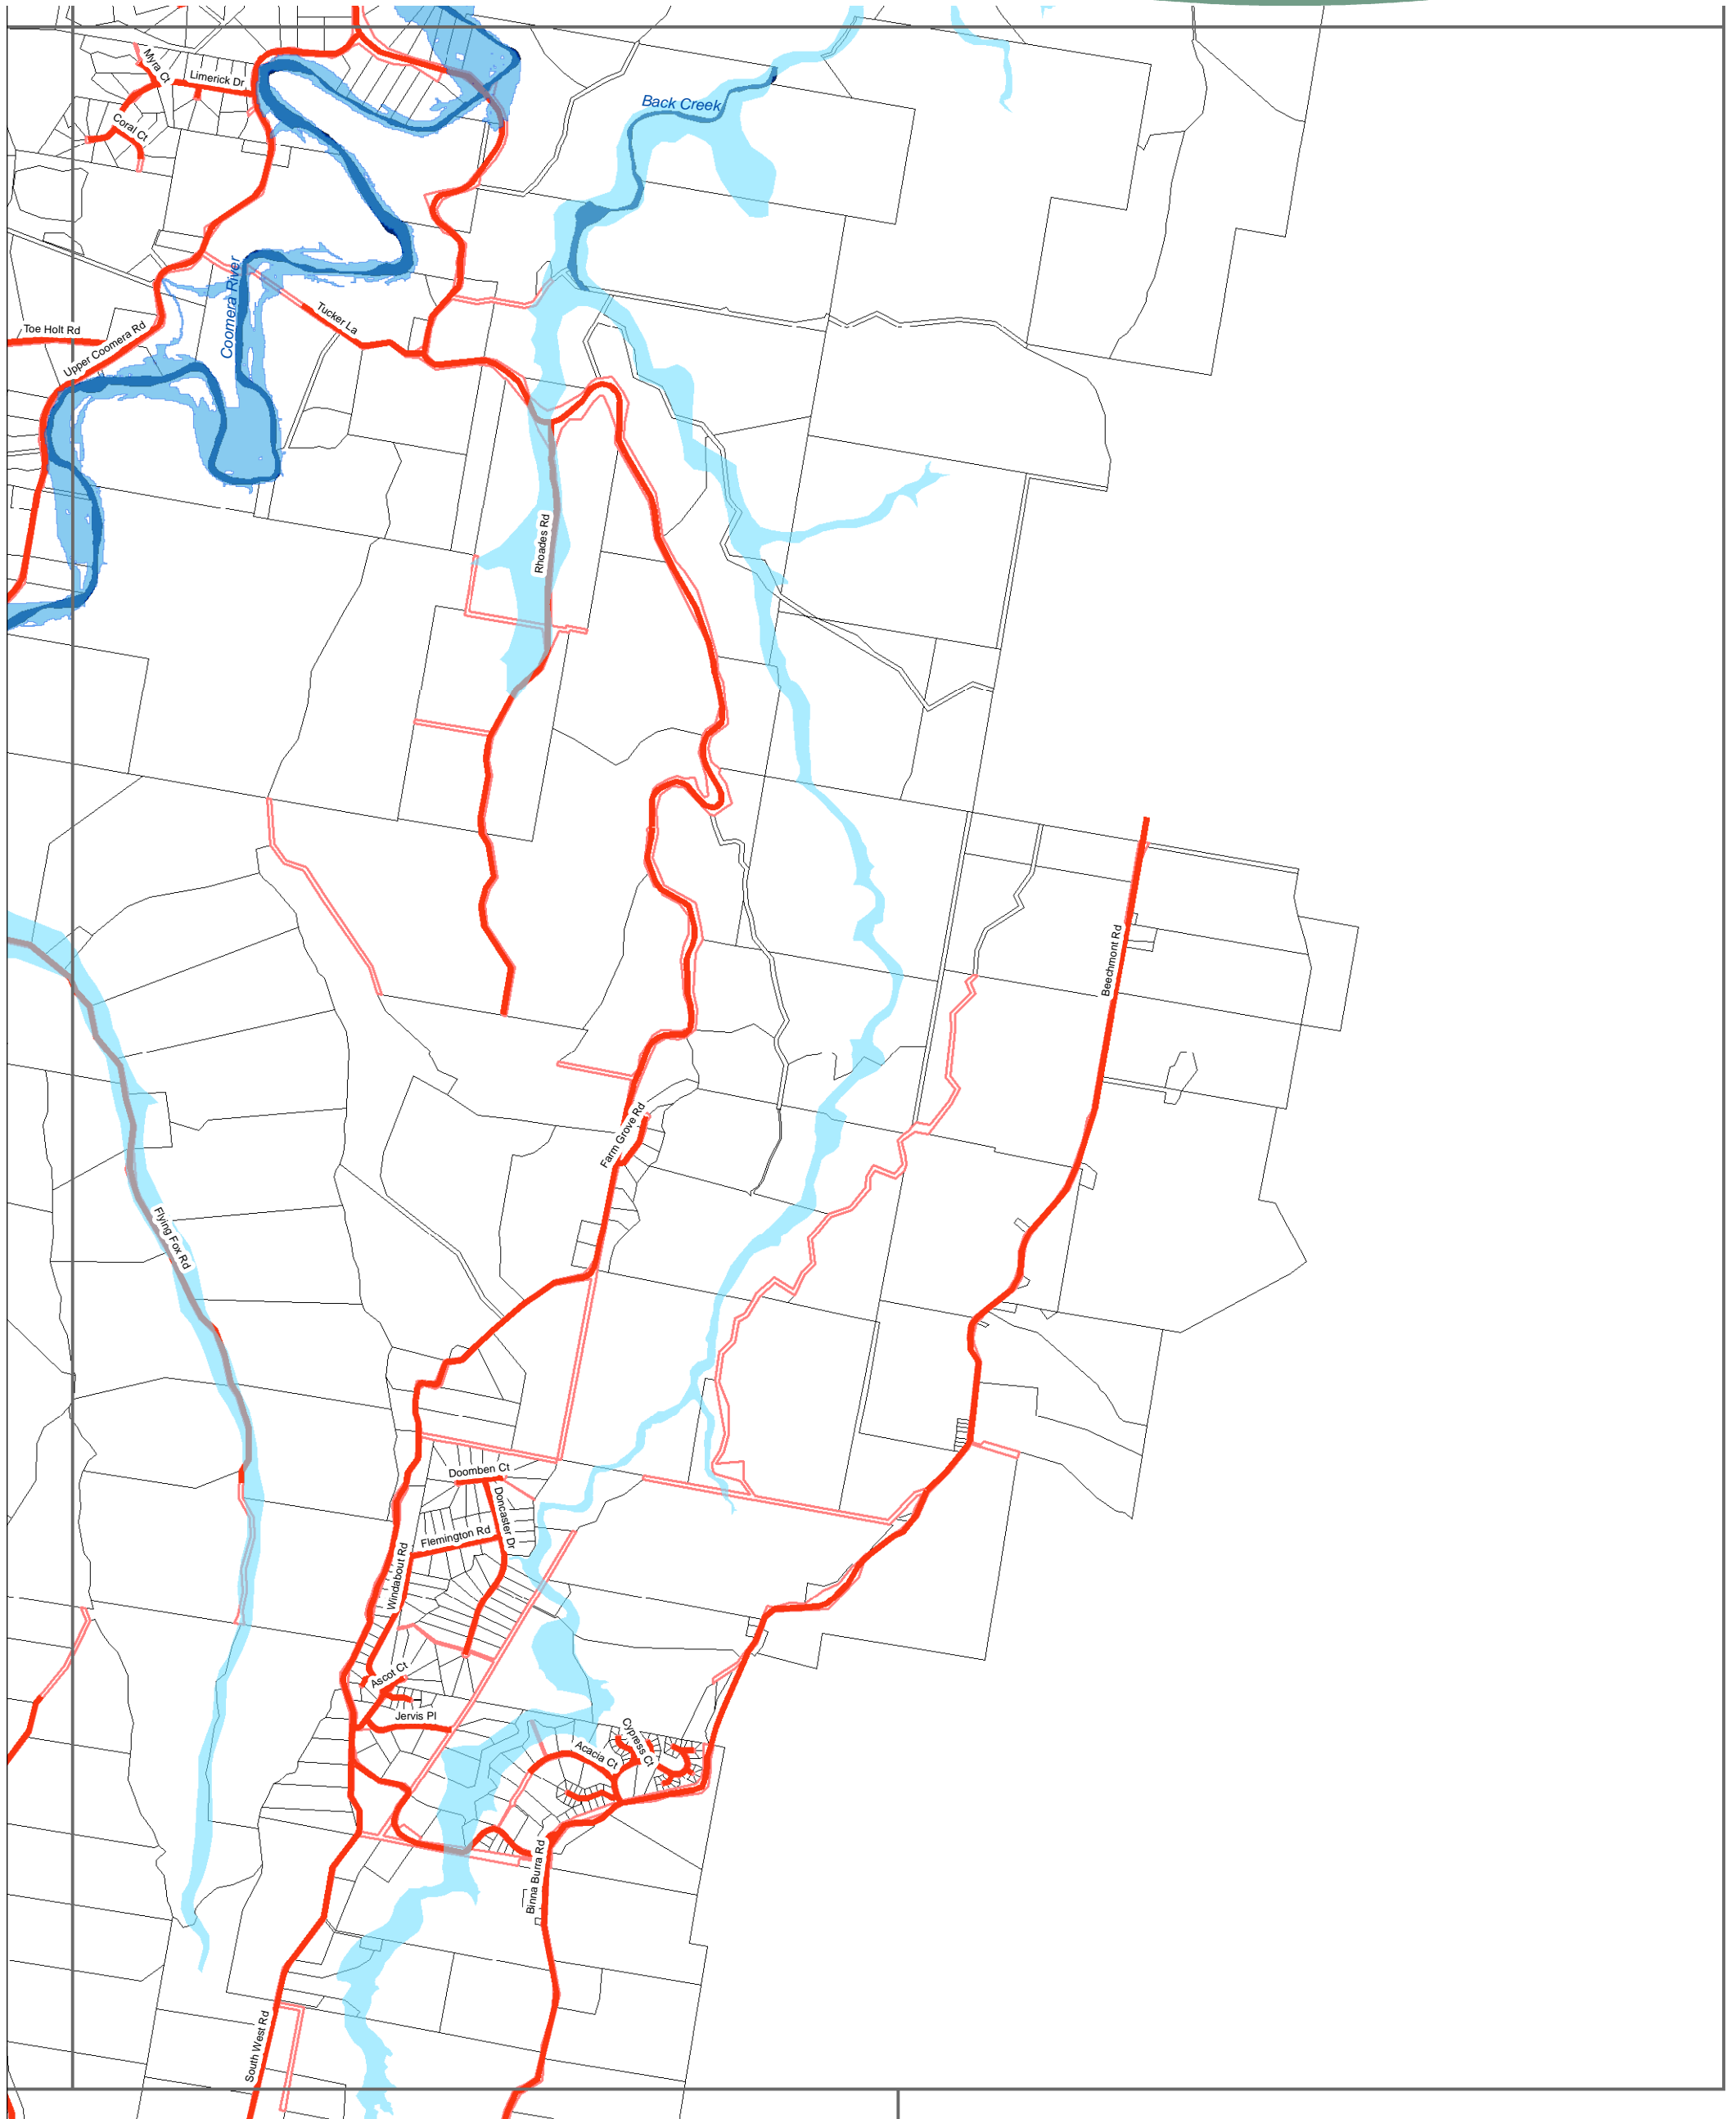 Myra Ct
Limerick Dr
Coral Ct
Back Creek
Coomera River
Tucker La
Toe Holt Rd
Upper Coomera Rd
Rhoades Rd
Beechmont Rd
Farm Grove Rd
Flying Fox Rd
Doomben Ct
Doncaster Dr
Flemington Rd
Windabout Rd
Ascot Ct
Jervis Pl
Cypress Ct
Acacia Ct
Binna Burra Rd
South West Rd